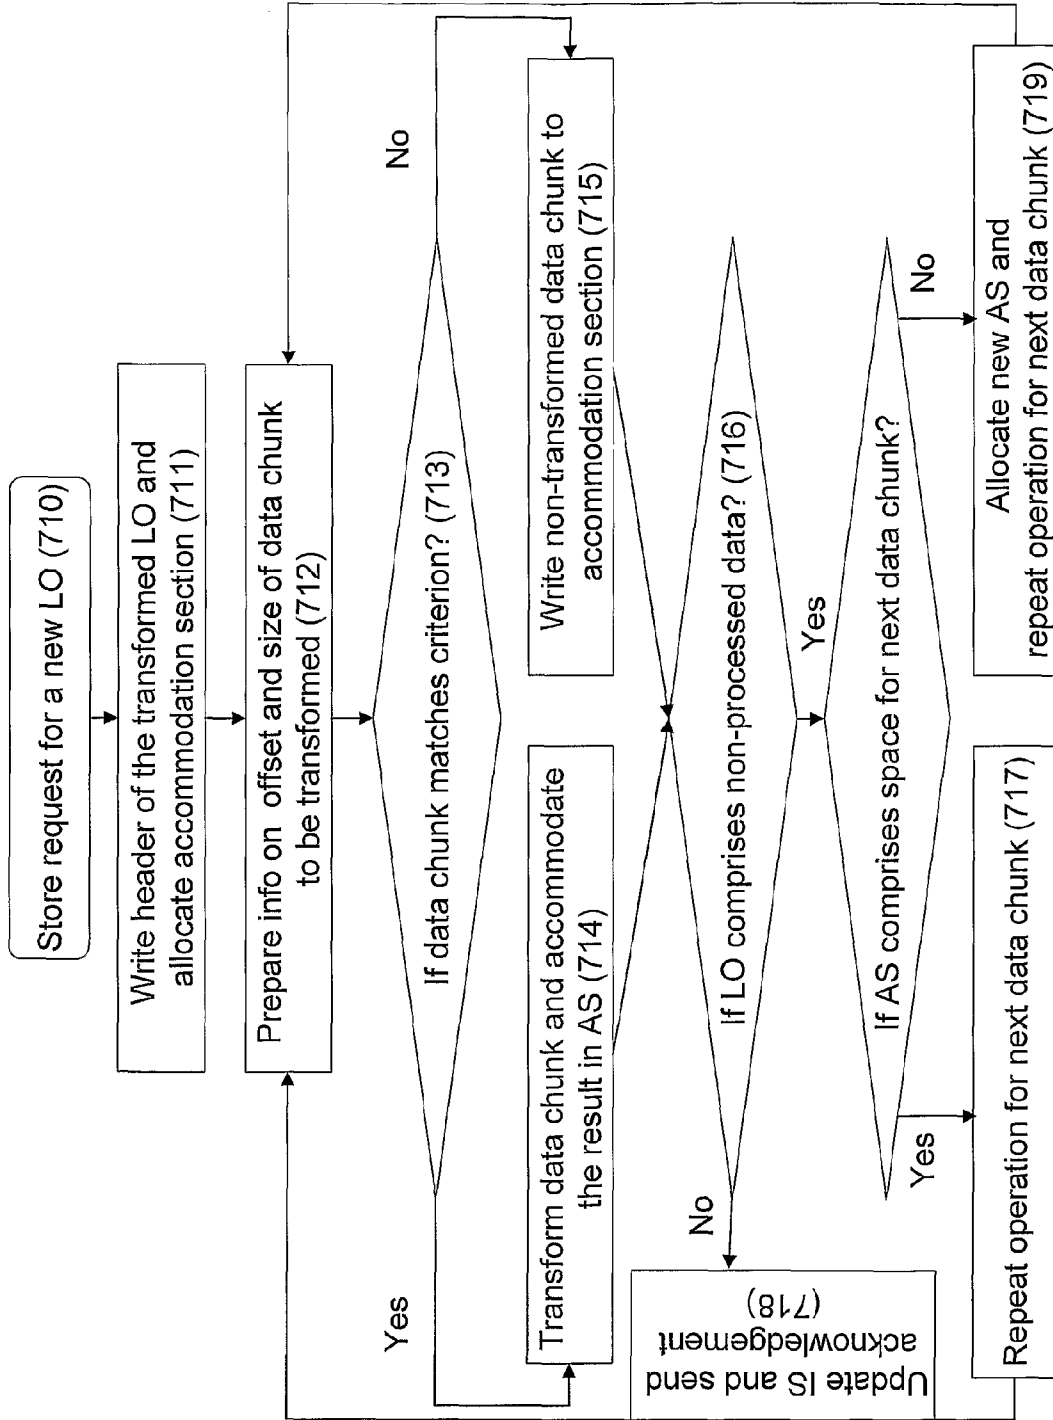 Store request for a new LO (710)
Write header of the transformed LO and
allocate accommodation section (711)
Prepare info on offset and size of data chunk
to be transformed (712)
If data chunk matches criterion? (713)
Yes
No
Transform data chunk and accommodate
the result in AS (714)
Write non-transformed data chunk to
accommodation section (715)
If LO comprises non-processed data? (716)
No
Yes
Update IS and send
acknowledgement
(718)
If AS comprises space for next data chunk?
Yes
No
Repeat operation for next data chunk (717)
Allocate new AS and
repeat operation for next data chunk (719)